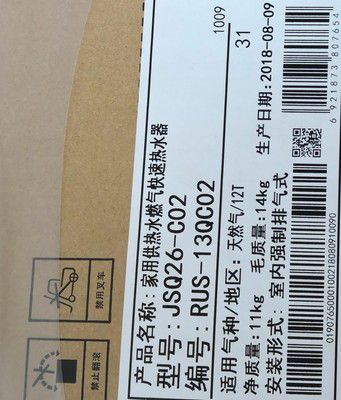 产品名称：家用供热水燃气快速热水器
型号：JSQ26-C02
编号：RUS-13QC02
适用气种/地区：天然气/12T
净质量：11kg 毛质量：14kg
安装形式：室内强制排气式
1009
31
生产日期：2018-08-09
6921873807654
0190765000100218080910090
禁用叉车
禁止翻滚